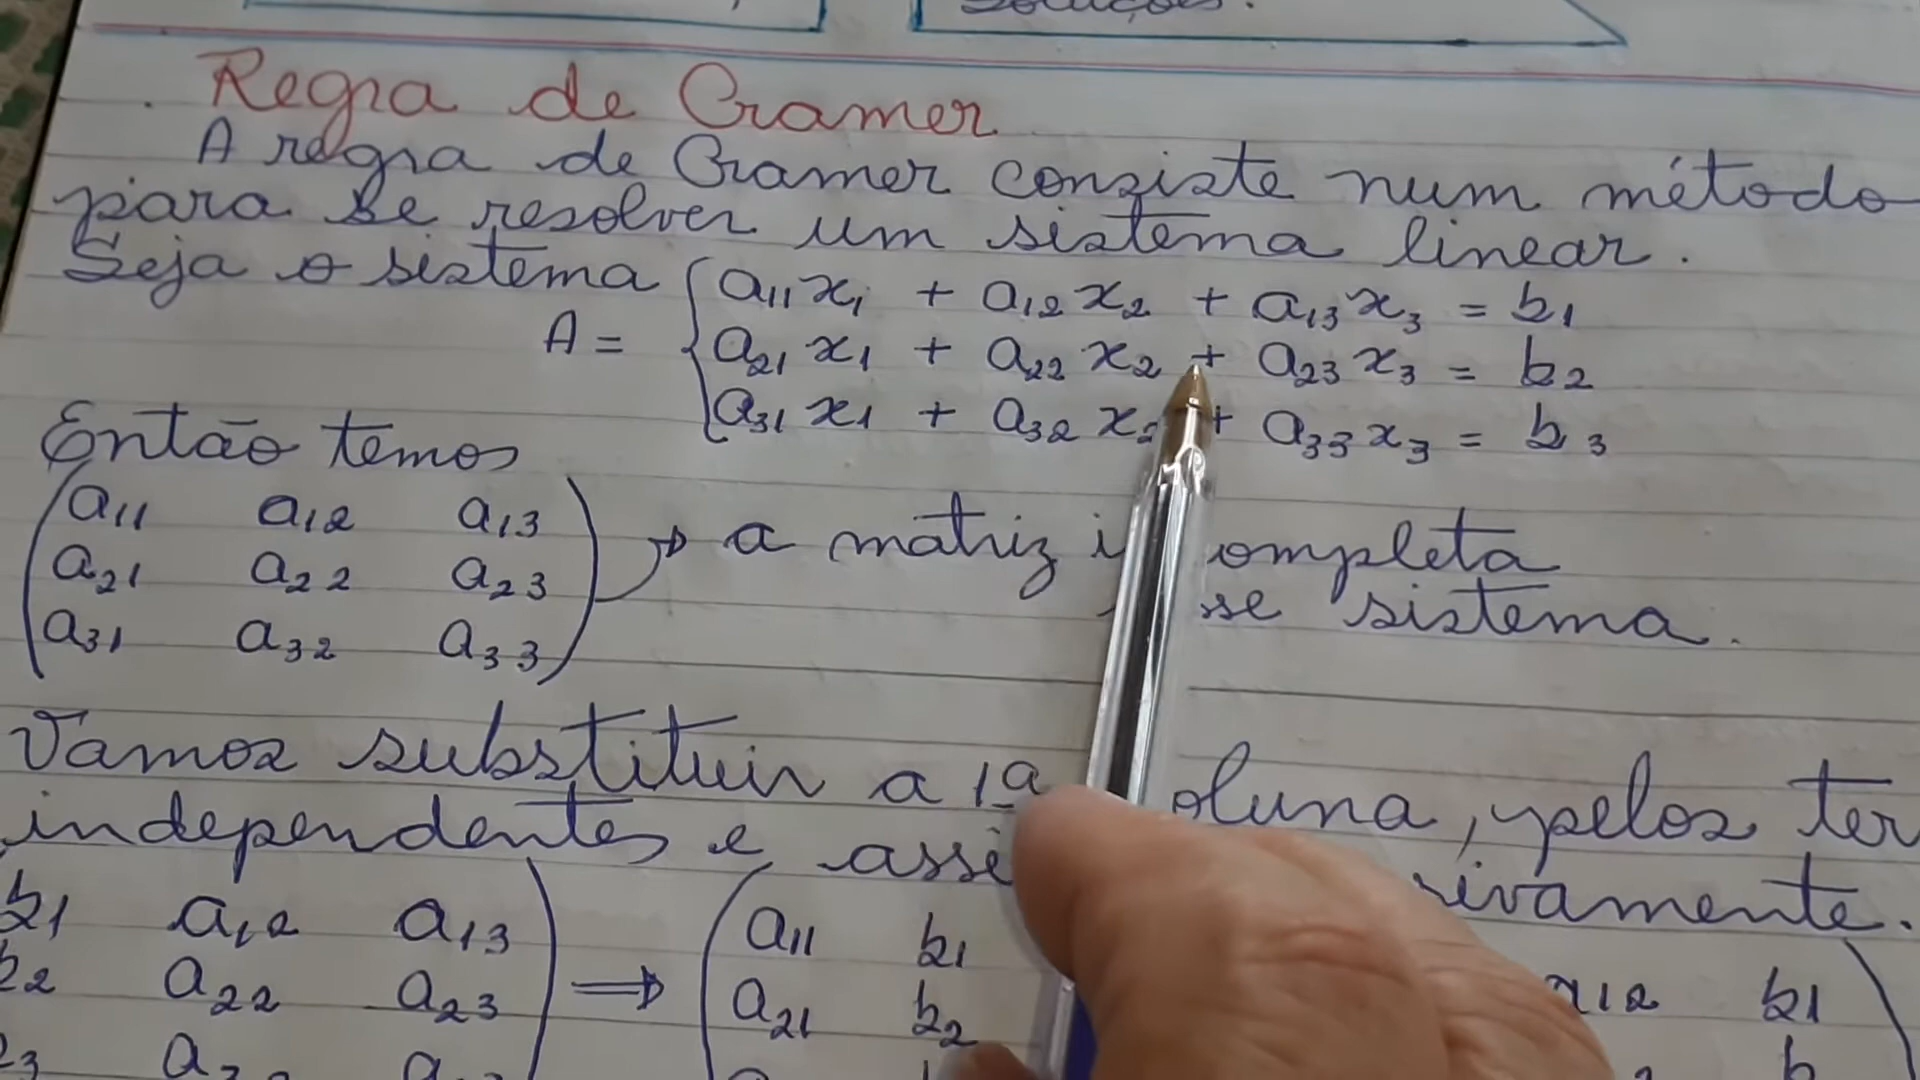 soluções.
Regra de Cramer
A regra de Cramer consiste num método
para se resolver um sistema linear.
Seja o sistema
A = { a₁₁x₁ + a₁₂x₂ + a₁₃x₃ = b₁
a₂₁x₁ + a₂₂x₂ + a₂₃x₃ = b₂
a₃₁x₁ + a₃₂x₂ + a₃₃x₃ = b₃
Então temos
( a₁₁ a₁₂ a₁₃
a₂₁ a₂₂ a₂₃
a₃₁ a₃₂ a₃₃ ) → a matriz
sistema.
Vamos substituir a 1ª , pelos
independentes e
b₁ a₁₂ a₁₃ ) ⇒ ( a₁₁ b₁ a₁₂ b₁ )
b₂ a₂₂ a₂₃ a₂₁ b₂